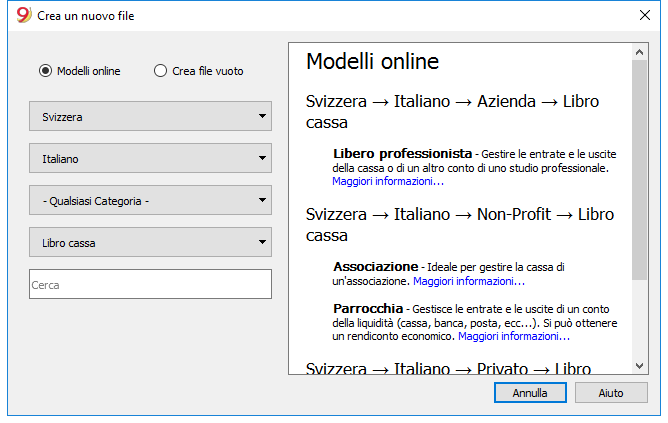 Crea un nuovo file
Modelli online
Crea file vuoto
Svizzera
Italiano
- Qualsiasi Categoria -
Libro cassa
Cerca
Modelli online
Svizzera → Italiano → Azienda → Libro
cassa
Libero professionista - Gestire le entrate e le uscite
della cassa o di un altro conto di uno studio professionale.
Maggiori informazioni...
Svizzera → Italiano → Non-Profit → Libro
cassa
Associazione - Ideale per gestire la cassa di
un'associazione. Maggiori informazioni...
Parrocchia - Gestisce le entrate e le uscite di un conto
della liquidità (cassa, banca, posta, ecc...). Si può ottenere
un rendiconto economico. Maggiori informazioni...
Svizzera → Italiano → Privato → Libro
Annulla
Aiuto